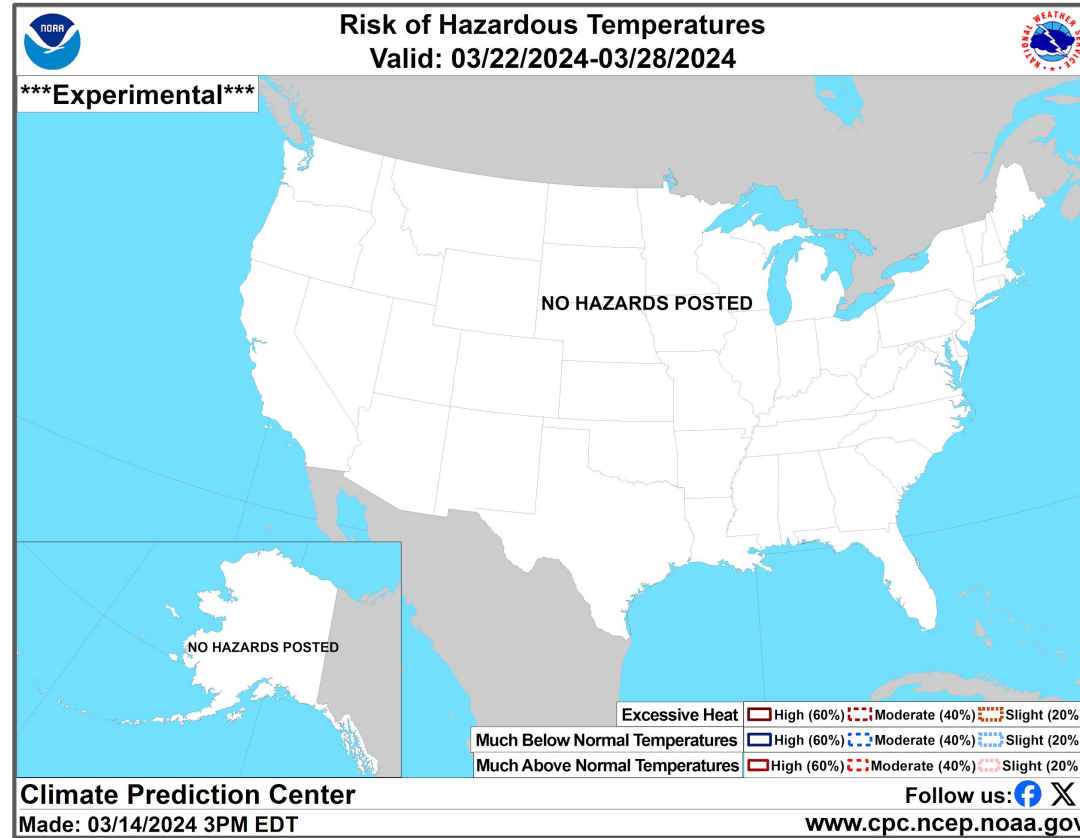 NOAA
Risk of Hazardous Temperatures
Valid: 03/22/2024-03/28/2024
NATIONAL WEATHER SERVICE
***Experimental***
NO HAZARDS POSTED
NO HAZARDS POSTED
Excessive Heat High (60%) Moderate (40%) Slight (20%
Much Below Normal Temperatures High (60%) Moderate (40%) Slight (20%
Much Above Normal Temperatures High (60%) Moderate (40%) Slight (20%
Climate Prediction Center
Follow us:
Made: 03/14/2024 3PM EDT
www.cpc.ncep.noaa.gov